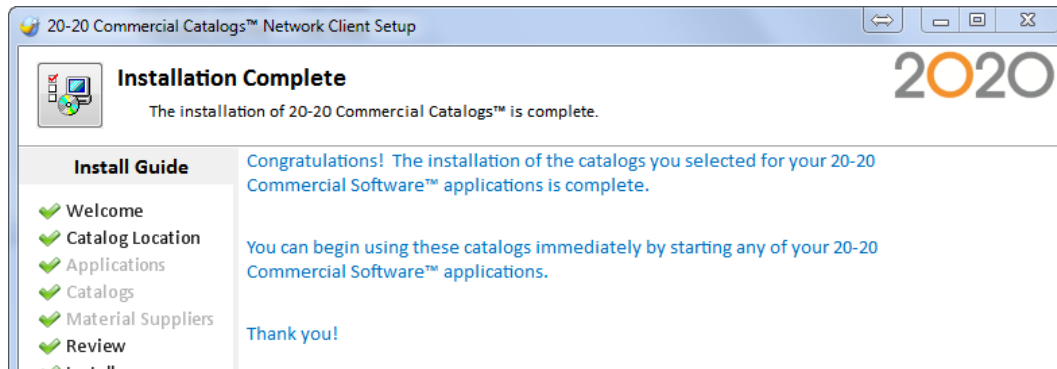 20-20 Commercial Catalogs™ Network Client Setup
Installation Complete
The installation of 20-20 Commercial Catalogs™ is complete.
2020
Install Guide
Welcome
Catalog Location
Applications
Catalogs
Material Suppliers
Review
Congratulations! The installation of the catalogs you selected for your 20-20
Commercial Software™ applications is complete.
You can begin using these catalogs immediately by starting any of your 20-20
Commercial Software™ applications.
Thank you!